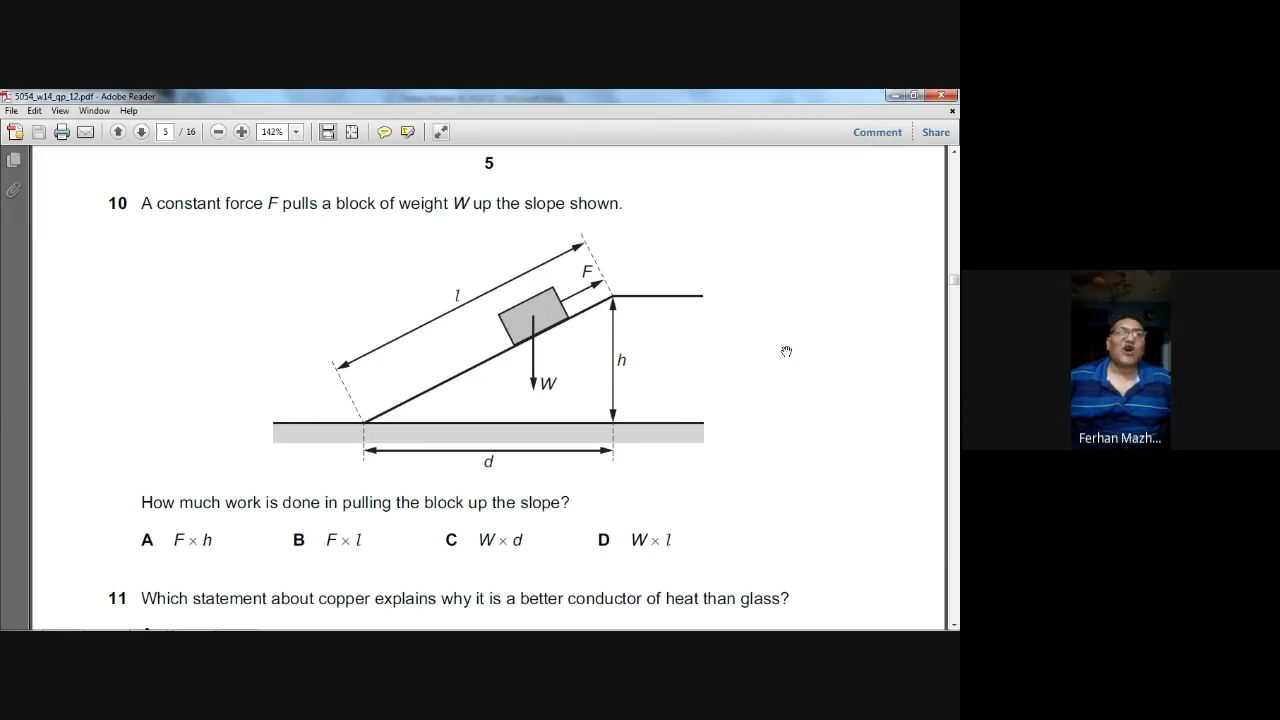 5054_w14_qp_12.pdf - Adobe Reader
File Edit View Window Help
5 / 16 142% Comment Share
5
10 A constant force F pulls a block of weight W up the slope shown.
F
l
h
W
d
How much work is done in pulling the block up the slope?
A F × h B F × l C W × d D W × l
11 Which statement about copper explains why it is a better conductor of heat than glass?
Ferhan Mazh...